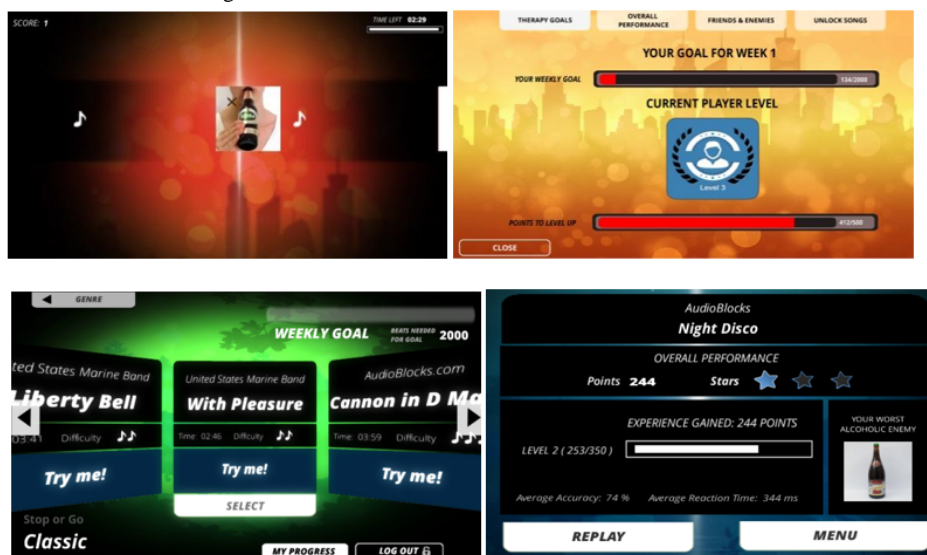 SCORE: 1
TIME LEFT 02:29
THERAPY GOALS
OVERALL PERFORMANCE
FRIENDS & ENEMIES
UNLOCK SONGS
YOUR GOAL FOR WEEK 1
YOUR WEEKLY GOAL
134/2000
CURRENT PLAYER LEVEL
Level 3
POINTS TO LEVEL UP
412/500
CLOSE
GENRE
WEEKLY GOAL
BEATS NEEDED
FOR GOAL
2000
ted States Marine Band
Liberty Bell
03:41 Difficulty
Try me!
United States Marine Band
With Pleasure
Time: 02:46 Difficulty
Try me!
SELECT
AudioBlocks.com
Cannon in D Ma
Time: 03:59 Difficulty
Try me!
Stop or Go
Classic
MY PROGRESS
LOG OUT
AudioBlocks
Night Disco
OVERALL PERFORMANCE
Points 244 Stars
EXPERIENCE GAINED: 244 POINTS
LEVEL 2 ( 253/350 )
Average Accuracy: 74 % Average Reaction Time: 344 ms
YOUR WORST
ALCOHOLIC ENEMY
REPLAY
MENU